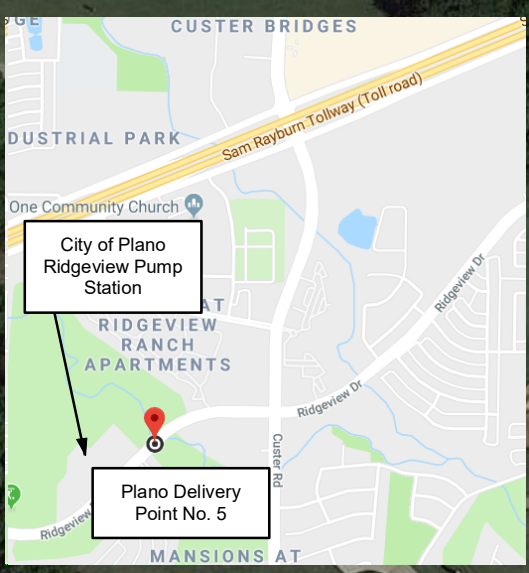 CUSTER BRIDGES
DUSTRIAL PARK
Sam Rayburn Tollway (Toll road)
One Community Church
City of Plano
Ridgeview Pump
Station
AT
RIDGEVIEW
RANCH
APARTMENTS
Ridgeview Dr
Ridgeview Dr
Custer Rd
Plano Delivery
Point No. 5
Ridgeview
MANSIONS AT